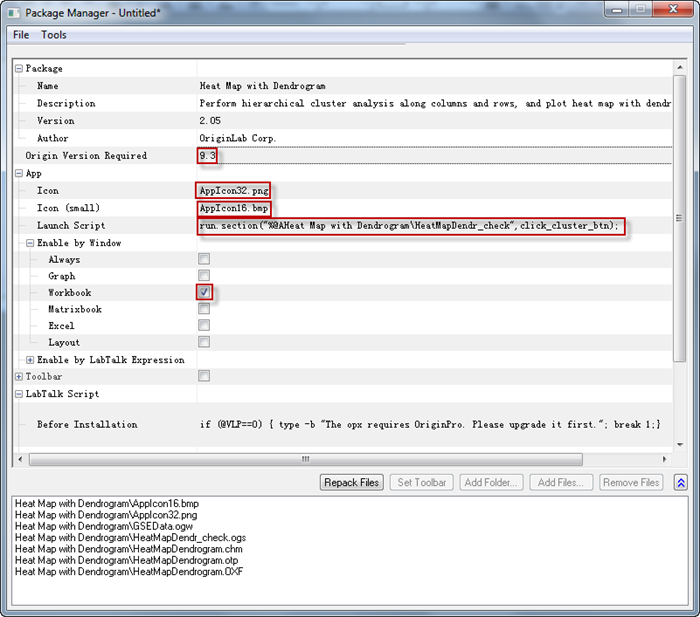 Package Manager - Untitled*
File Tools
Package
Name Heat Map with Dendrogram
Description Perform hierarchical cluster analysis along columns and rows, and plot heat map with dendr
Version 2.05
Author OriginLab Corp.
Origin Version Required 9.3
App
Icon AppIcon32.png
Icon (small) AppIcon16.bmp
Launch Script run.section("%@AHeat Map with Dendrogram\HeatMapDendr_check",click_cluster_btn);
Enable by Window
Always
Graph
Workbook
Matrixbook
Excel
Layout
Enable by LabTalk Expression
Toolbar
LabTalk Script
Before Installation if (@VLP==0) { type -b "The opx requires OriginPro. Please upgrade it first."; break 1;}
Repack Files Set Toolbar Add Folder... Add Files... Remove Files
Heat Map with Dendrogram\AppIcon16.bmp
Heat Map with Dendrogram\AppIcon32.png
Heat Map with Dendrogram\GSEData.ogw
Heat Map with Dendrogram\HeatMapDendr_check.ogs
Heat Map with Dendrogram\HeatMapDendrogram.chm
Heat Map with Dendrogram\HeatMapDendrogram.otp
Heat Map with Dendrogram\HeatMapDendrogram.OXF